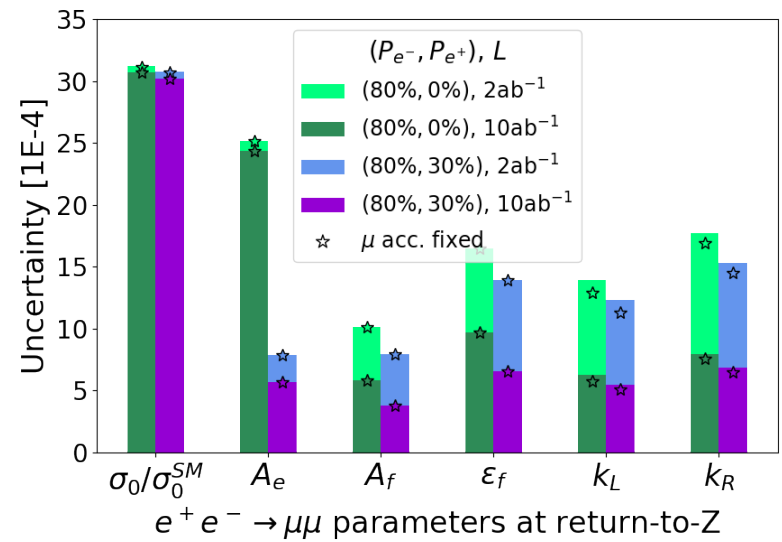 35
30
25
20
15
10
5
0
Uncertainty [1E-4]
(P_{e^-}, P_{e^+}), L
(80%, 0%), 2ab⁻¹
(80%, 0%), 10ab⁻¹
(80%, 30%), 2ab⁻¹
(80%, 30%), 10ab⁻¹
μ acc. fixed
σ₀/σ₀^{SM} A_e A_f ε_f k_L k_R
e⁺e⁻ → μμ parameters at return-to-Z